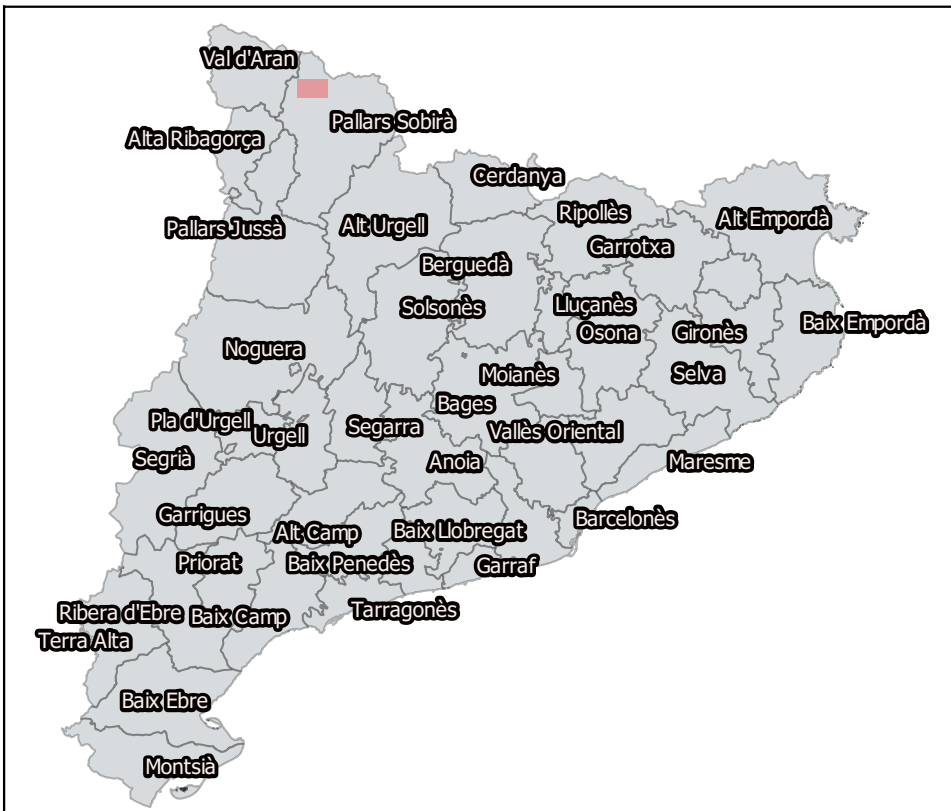 Val d'Aran
Pallars Sobirà
Alta Ribagorça
Cerdanya
Ripollès
Alt Empordà
Pallars Jussà
Alt Urgell
Garrotxa
Berguedà
Solsonès
Lluçanès
Osona
Gironès
Baix Empordà
Noguera
Moianès
Selva
Bages
Pla d'Urgell
Urgell
Segarra
Vallès Oriental
Segrià
Anoia
Maresme
Garrigues
Alt Camp
Baix Llobregat
Barcelonès
Priorat
Baix Penedès
Garraf
Ribera d'Ebre
Baix Camp
Tarragonès
Terra Alta
Baix Ebre
Montsià